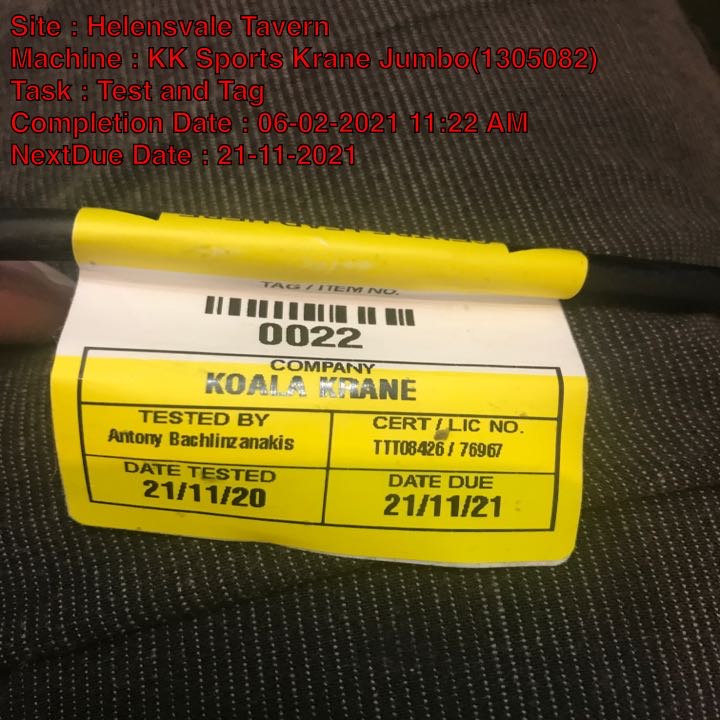 Site : Helensvale Tavern
Machine : KK Sports Krane Jumbo(1305082)
Task : Test and Tag
Completion Date : 06-02-2021 11:22 AM
NextDue Date : 21-11-2021
TAG / ITEM NO.
0022
COMPANY
KOALA KRANE
TESTED BY
Antony Bachlinzanakis
CERT / LIC NO.
TTT08426 / 76967
DATE TESTED
21/11/20
DATE DUE
21/11/21